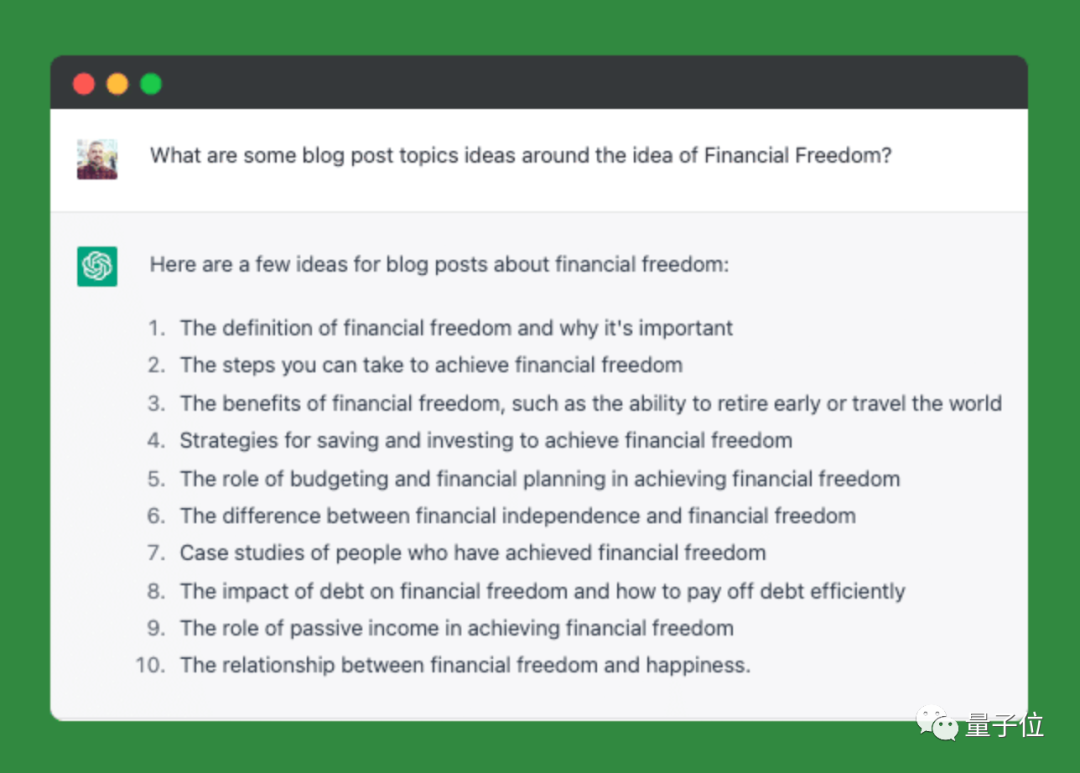 What are some blog post topics ideas around the idea of Financial Freedom?
Here are a few ideas for blog posts about financial freedom:
1. The definition of financial freedom and why it's important
2. The steps you can take to achieve financial freedom
3. The benefits of financial freedom, such as the ability to retire early or travel the world
4. Strategies for saving and investing to achieve financial freedom
5. The role of budgeting and financial planning in achieving financial freedom
6. The difference between financial independence and financial freedom
7. Case studies of people who have achieved financial freedom
8. The impact of debt on financial freedom and how to pay off debt efficiently
9. The role of passive income in achieving financial freedom
10. The relationship between financial freedom and happiness.
量子位